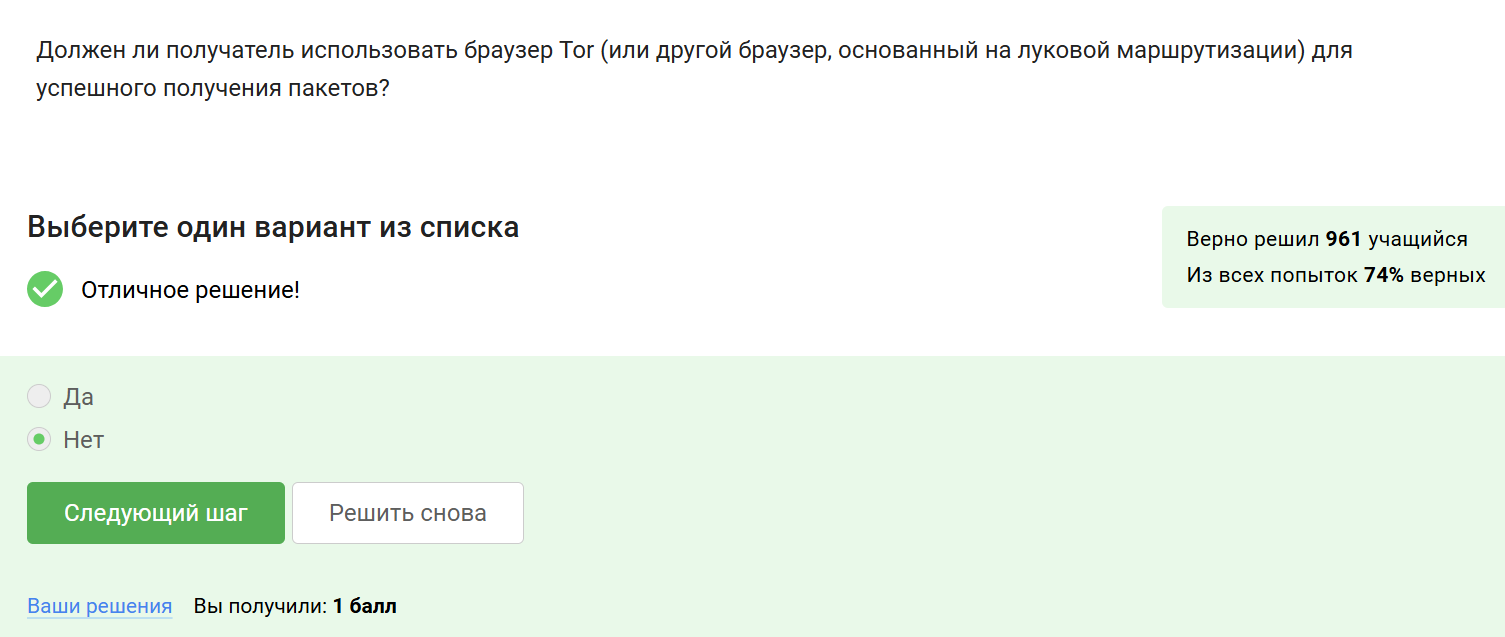 Должен ли получатель использовать браузер Tor (или другой браузер, основанный на луковой маршрутизации) для
успешного получения пакетов?
Выберите один вариант из списка
Верно решил 961 учащийся
Из всех попыток 74% верных
Отличное решение!
Да
Нет
Следующий шаг
Решить снова
Ваши решения Вы получили: 1 балл